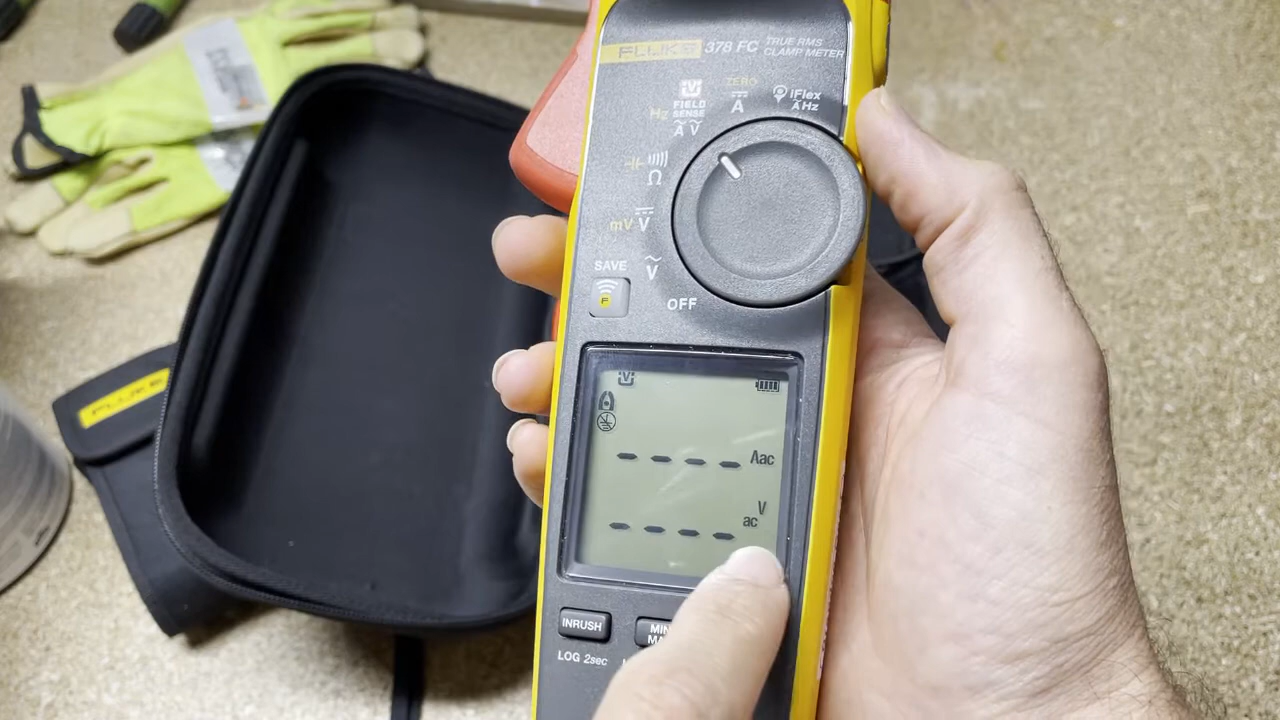 FLUKE 378 FC TRUE RMS
CLAMP METER
ZERO
iFlex
V
FIELD
SENSE
Hz
A
A Hz
A V
Ω
mV V
SAVE
V
F
OFF
V
---- Aac
V
---- ac
INRUSH
MIN
LOG 2sec
FLUKE